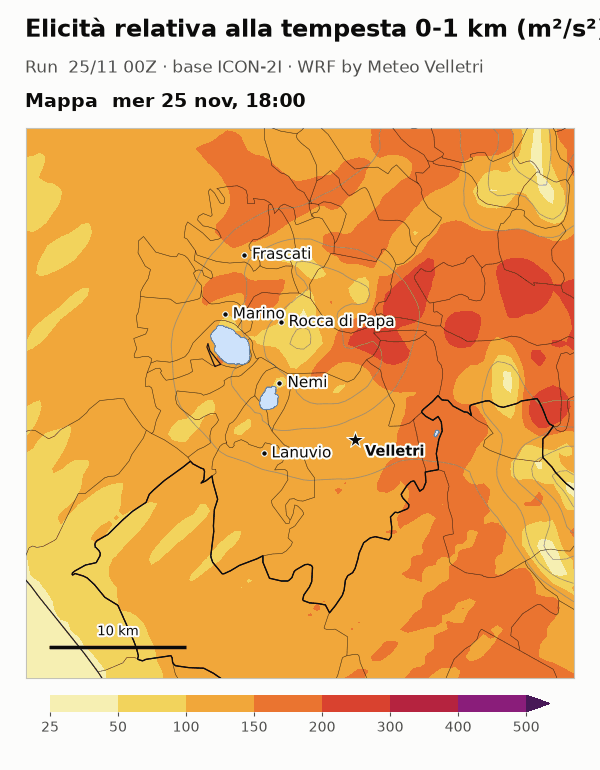 Elicità relativa alla tempesta 0-1 km (m²/s²)
Run  25/11 00Z · base ICON-2I · WRF by Meteo Velletri
Mappa  mer 25 nov, 18:00
Frascati
Marino
Rocca di Papa
Nemi
Velletri
Lanuvio
10 km
25 50 100 150 200 300 400 500